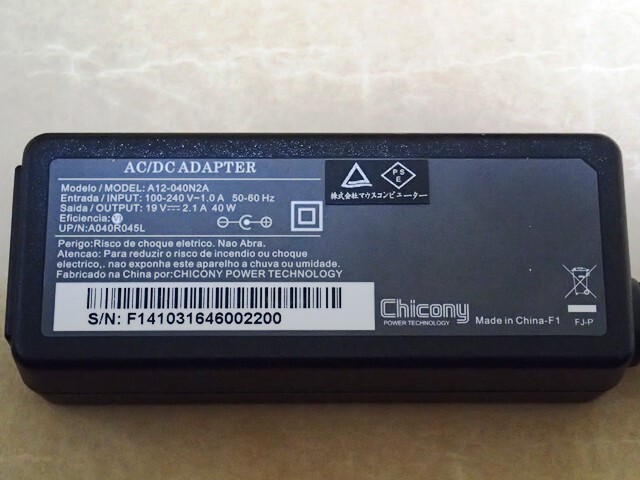 AC/DC ADAPTER
Modelo / MODEL: A12-040N2A
Entrada / INPUT: 100-240 V~1.0 A 50-60 Hz
Saida / OUTPUT: 19 V⎓ 2.1 A 40 W
Eficiencia: VI
UP/N:A040R045L
PSE
株式会社マウスコンピューター
Perigo:Risco de choque eletrico. Nao Abra.
Atencao: Para reduzir o risco de incendio ou choque
electrico,. nao exponha este aparelho a chuva ou umidade.
Fabricado na China por:CHICONY POWER TECHNOLOGY
S/N: F141031646002200
Chicony
POWER TECHNOLOGY
Made in China-F1
FJ-P